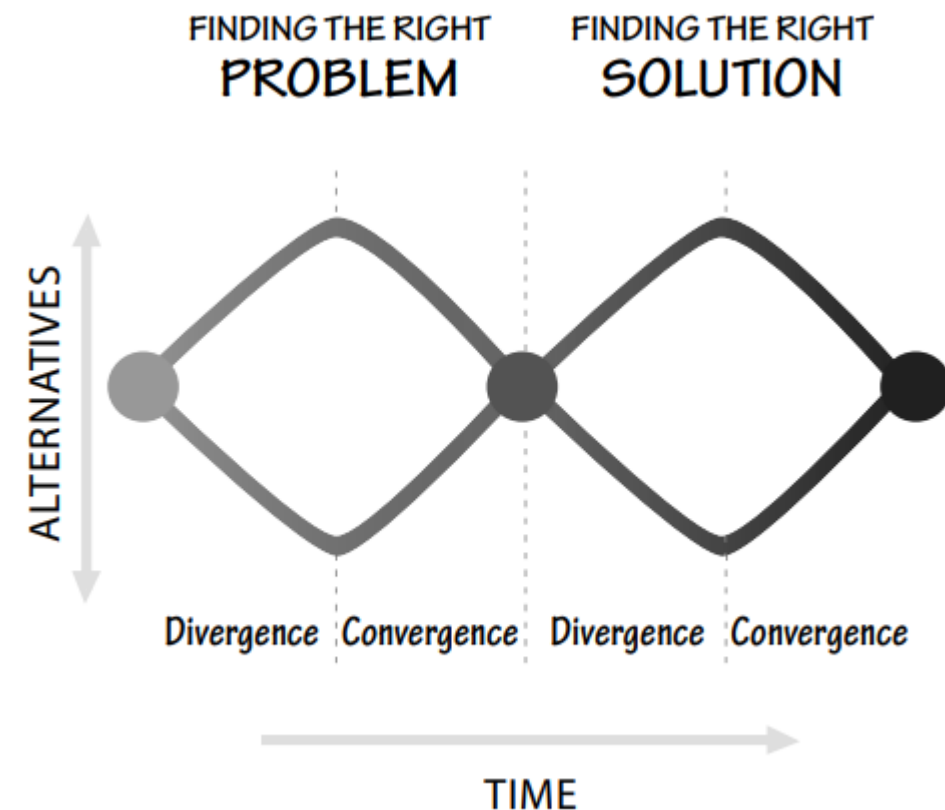 FINDING THE RIGHT
PROBLEM
FINDING THE RIGHT
SOLUTION
ALTERNATIVES
Divergence
Convergence
Divergence
Convergence
TIME